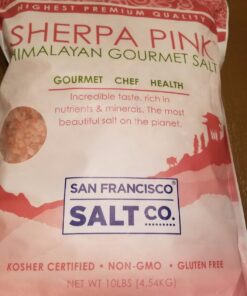 HIGHEST PREMIUM QUALITY
SHERPA PINK
HIMALAYAN GOURMET SALT
GOURMET CHEF HEALTH
Incredible taste, rich in
nutrients & minerals. The most
beautiful salt on the planet.
SAN FRANCISCO®
SALT CO.
KOSHER CERTIFIED • NON-GMO • GLUTEN FREE
NET WT 10LBS (4.54KG)